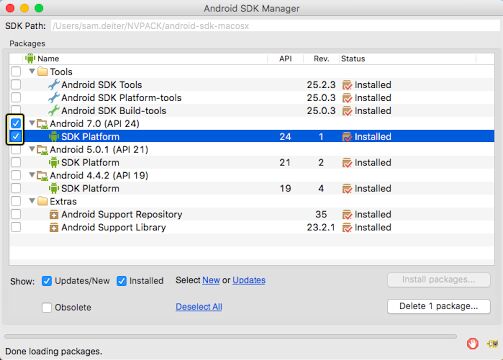 Android SDK Manager
SDK Path: /Users/sam.deiter/NVPACK/android-sdk-macosx
Packages
Name API Rev. Status
Tools
Android SDK Tools 25.2.3 Installed
Android SDK Platform-tools 25.0.3 Installed
Android SDK Build-tools 25.0.3 Installed
Android 7.0 (API 24)
SDK Platform 24 1 Installed
Android 5.0.1 (API 21)
SDK Platform 21 2 Installed
Android 4.4.2 (API 19)
SDK Platform 19 4 Installed
Extras
Android Support Repository 35 Installed
Android Support Library 23.2.1 Installed
Show: Updates/New Installed Select New or Updates Install packages...
Obsolete Deselect All Delete 1 package...
Done loading packages.